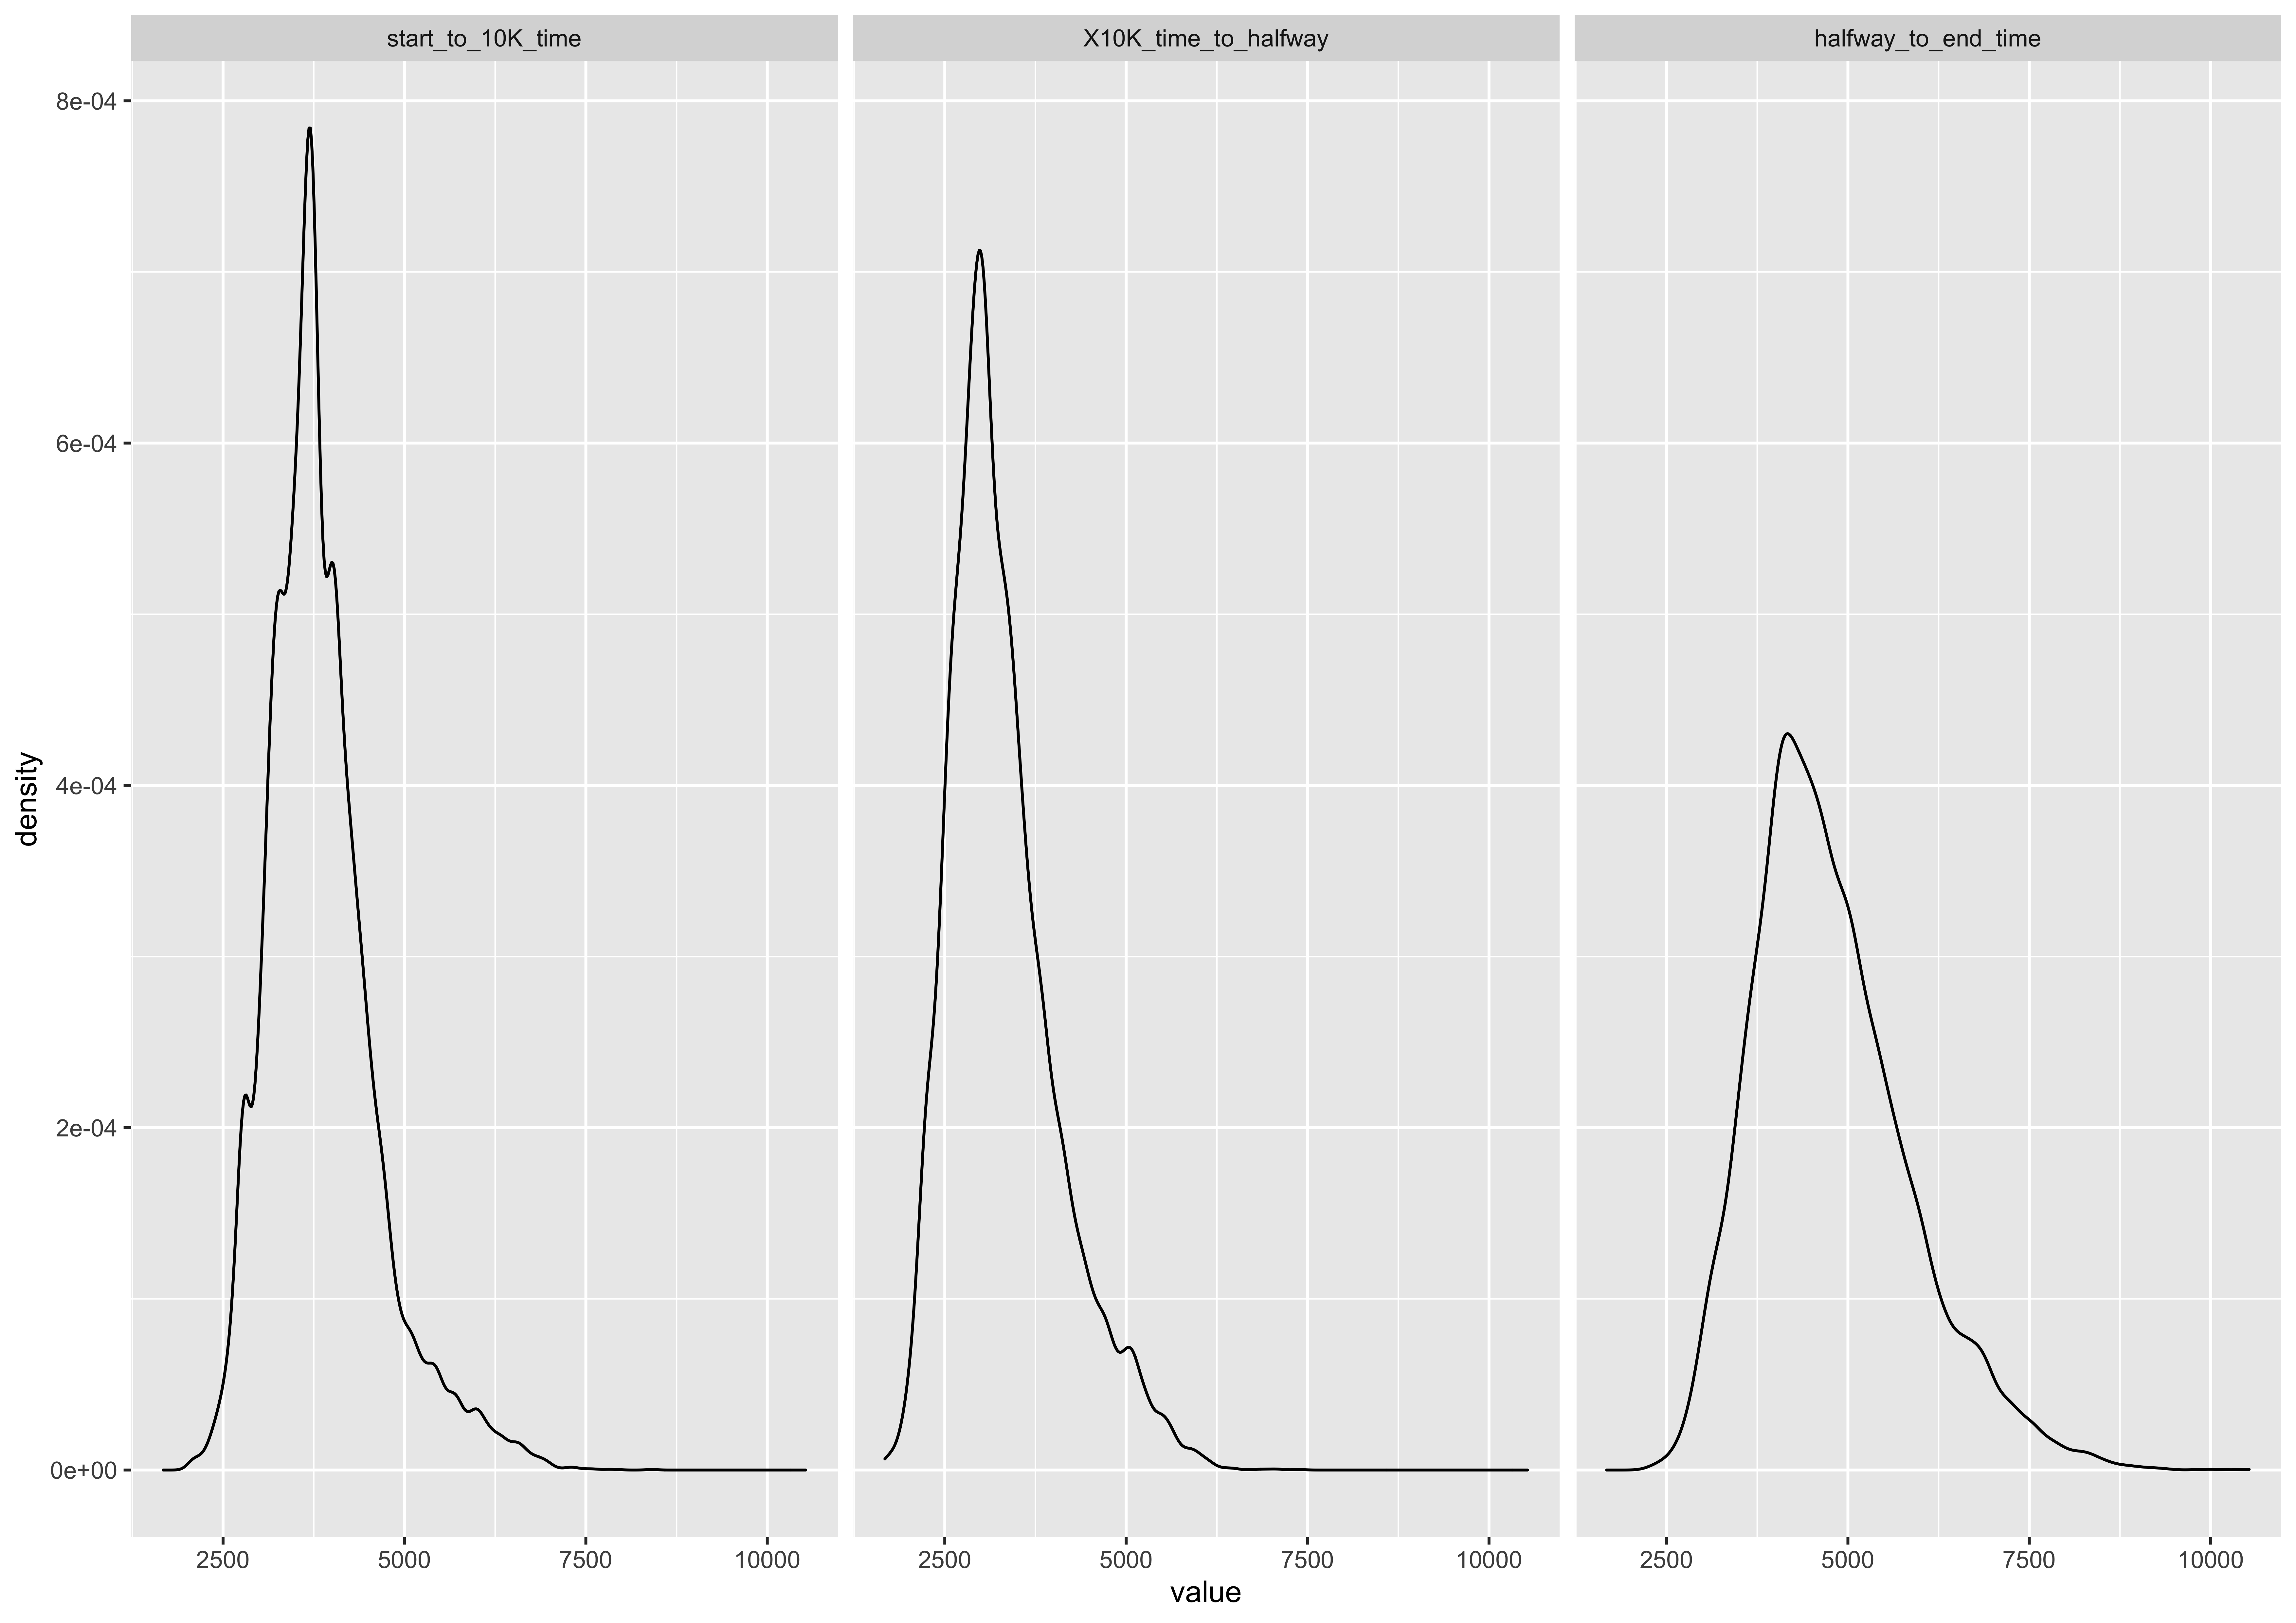 start_to_10K_time X10K_time_to_halfway halfway_to_end_time
8e-04
6e-04
4e-04
2e-04
0e+00
density
2500 5000 7500 10000 2500 5000 7500 10000 2500 5000 7500 10000
value